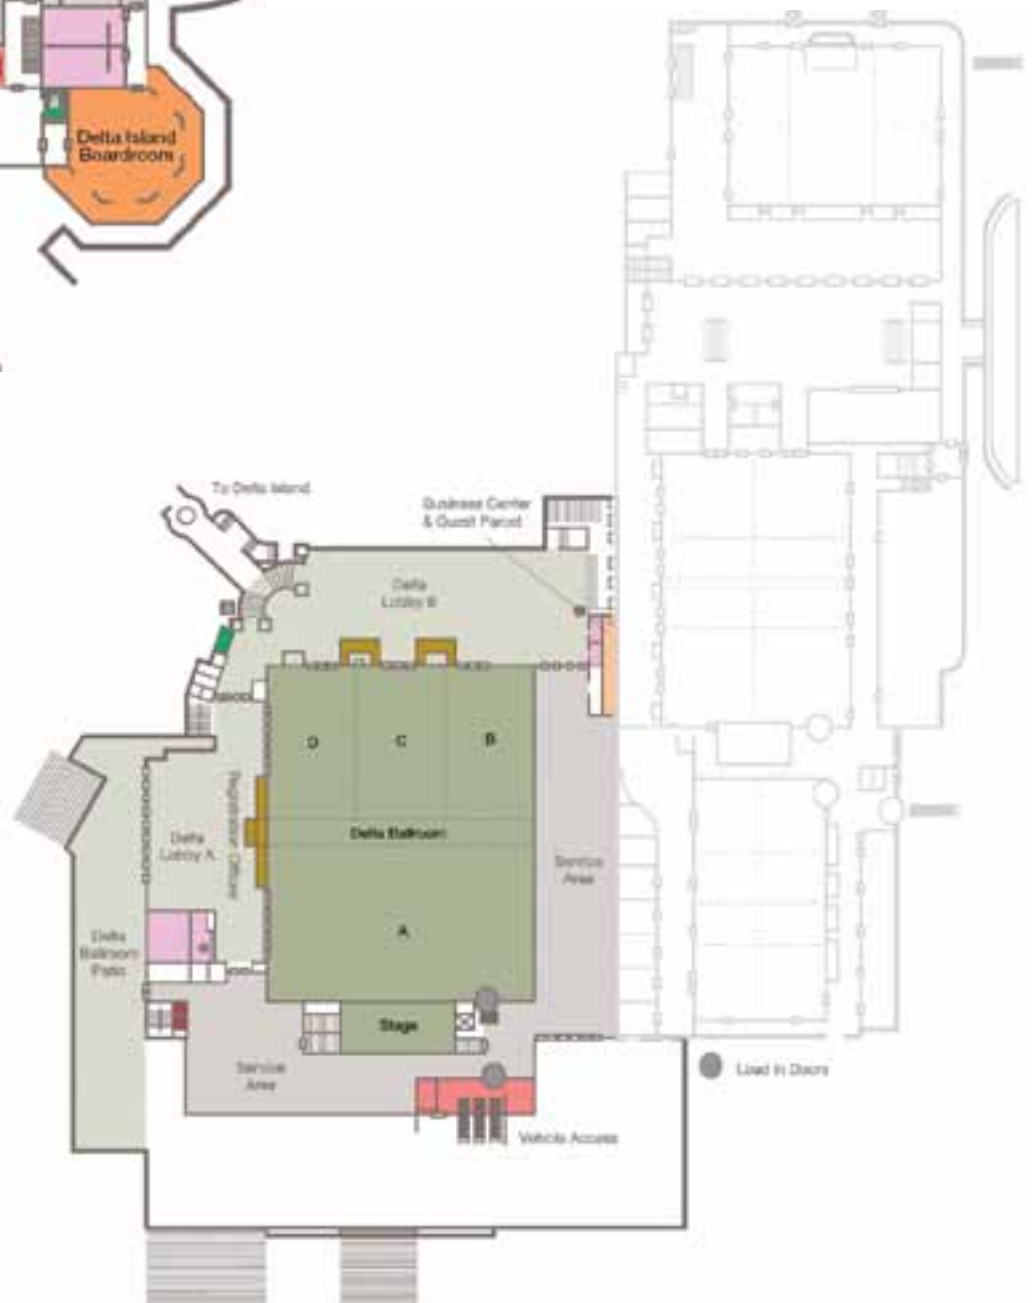 Delta Island
Boardroom
To Delta Island
Business Center
& Guest Parcel
Delta
Lobby B
D
C
B
Registration Offices
Delta Ballroom
Delta
Lobby A
Service
Area
A
Delta
Ballroom
Patio
Stage
Service
Area
Load In Doors
Vehicle Access